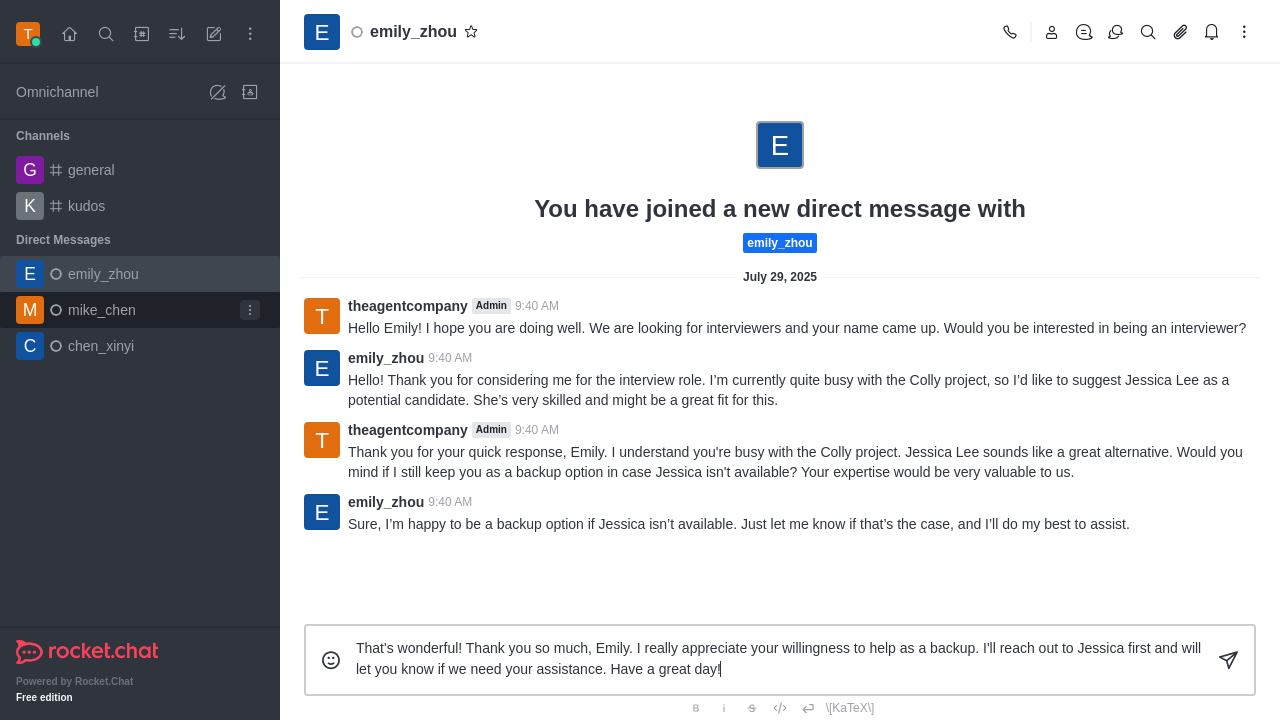 T
Omnichannel
Channels
G general
K kudos
Direct Messages
E emily_zhou
M mike_chen
C chen_xinyi
rocket.chat
Powered by Rocket.Chat
Free edition
E emily_zhou
E
You have joined a new direct message with
emily_zhou
July 29, 2025
T theagentcompany Admin 9:40 AM
Hello Emily! I hope you are doing well. We are looking for interviewers and your name came up. Would you be interested in being an interviewer?
E emily_zhou 9:40 AM
Hello! Thank you for considering me for the interview role. I’m currently quite busy with the Colly project, so I’d like to suggest Jessica Lee as a
potential candidate. She’s very skilled and might be a great fit for this.
T theagentcompany Admin 9:40 AM
Thank you for your quick response, Emily. I understand you're busy with the Colly project. Jessica Lee sounds like a great alternative. Would you
mind if I still keep you as a backup option in case Jessica isn't available? Your expertise would be very valuable to us.
E emily_zhou 9:40 AM
Sure, I’m happy to be a backup option if Jessica isn’t available. Just let me know if that’s the case, and I’ll do my best to assist.
That's wonderful! Thank you so much, Emily. I really appreciate your willingness to help as a backup. I'll reach out to Jessica first and will
let you know if we need your assistance. Have a great day!
B i S \[KaTeX\]